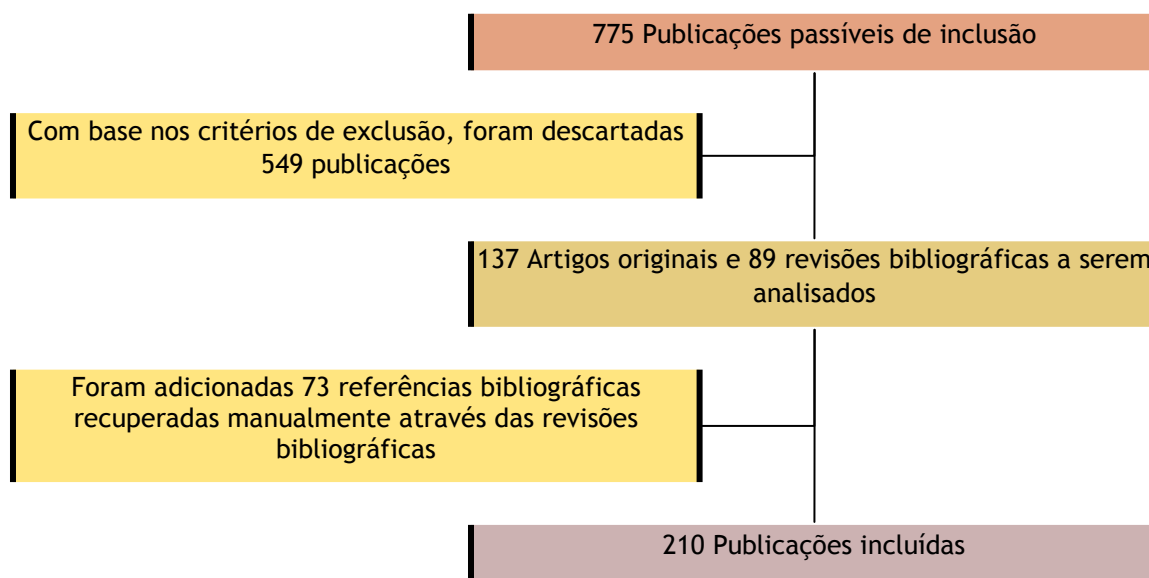 775 Publicações passíveis de inclusão
Com base nos critérios de exclusão, foram descartadas
549 publicações
137 Artigos originais e 89 revisões bibliográficas a serem
analisados
Foram adicionadas 73 referências bibliográficas
recuperadas manualmente através das revisões
bibliográficas
210 Publicações incluídas